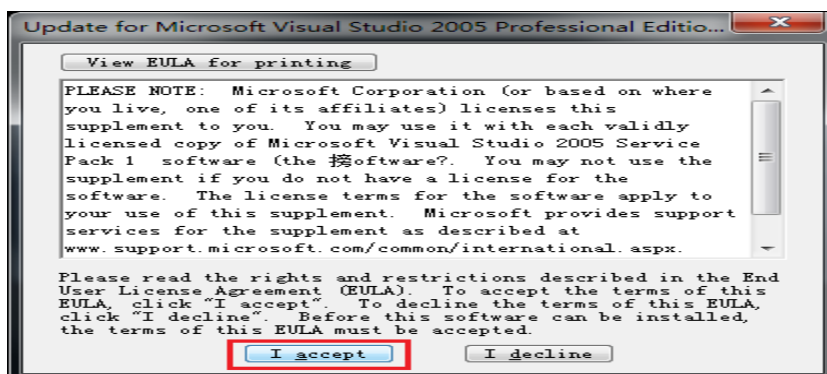 Update for Microsoft Visual Studio 2005 Professional Editio...
View EULA for printing
PLEASE NOTE: Microsoft Corporation (or based on where
you live, one of its affiliates) licenses this
supplement to you. You may use it with each validly
licensed copy of Microsoft Visual Studio 2005 Service
Pack 1 software (the 搒oftware?. You may not use the
supplement if you do not have a license for the
software. The license terms for the software apply to
your use of this supplement. Microsoft provides support
services for the supplement as described at
www.support.microsoft.com/common/international.aspx.
Please read the rights and restrictions described in the End
User License Agreement (EULA). To accept the terms of this
EULA, click "I accept". To decline the terms of this EULA,
click "I decline". Before this software can be installed,
the terms of this EULA must be accepted.
I accept
I decline